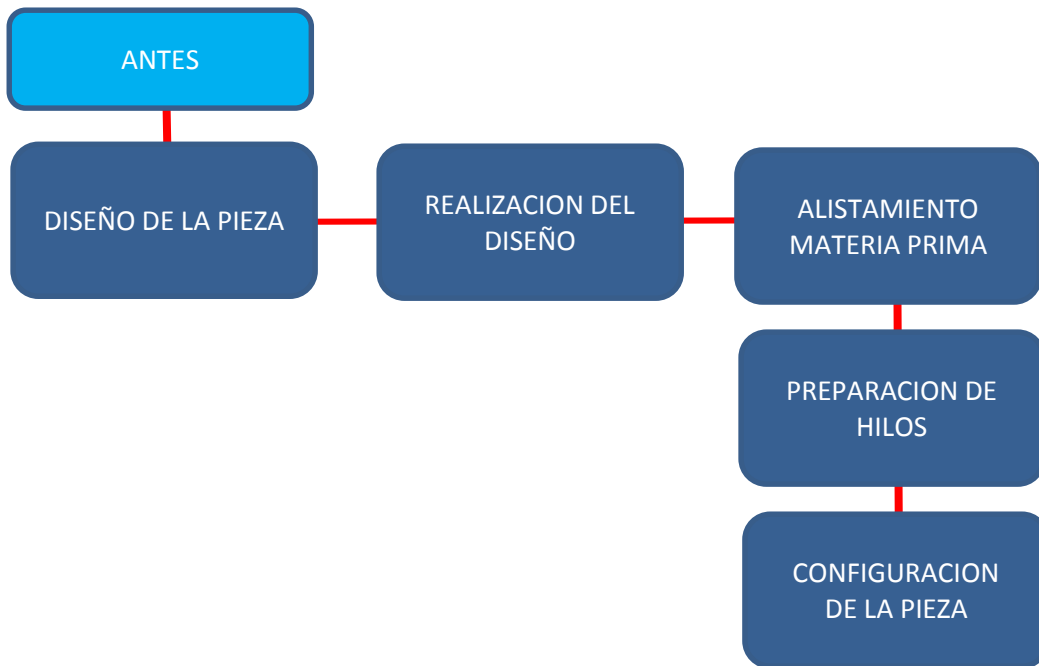 ANTES
DISEÑO DE LA PIEZA
REALIZACION DEL
DISEÑO
ALISTAMIENTO
MATERIA PRIMA
PREPARACION DE
HILOS
CONFIGURACION
DE LA PIEZA